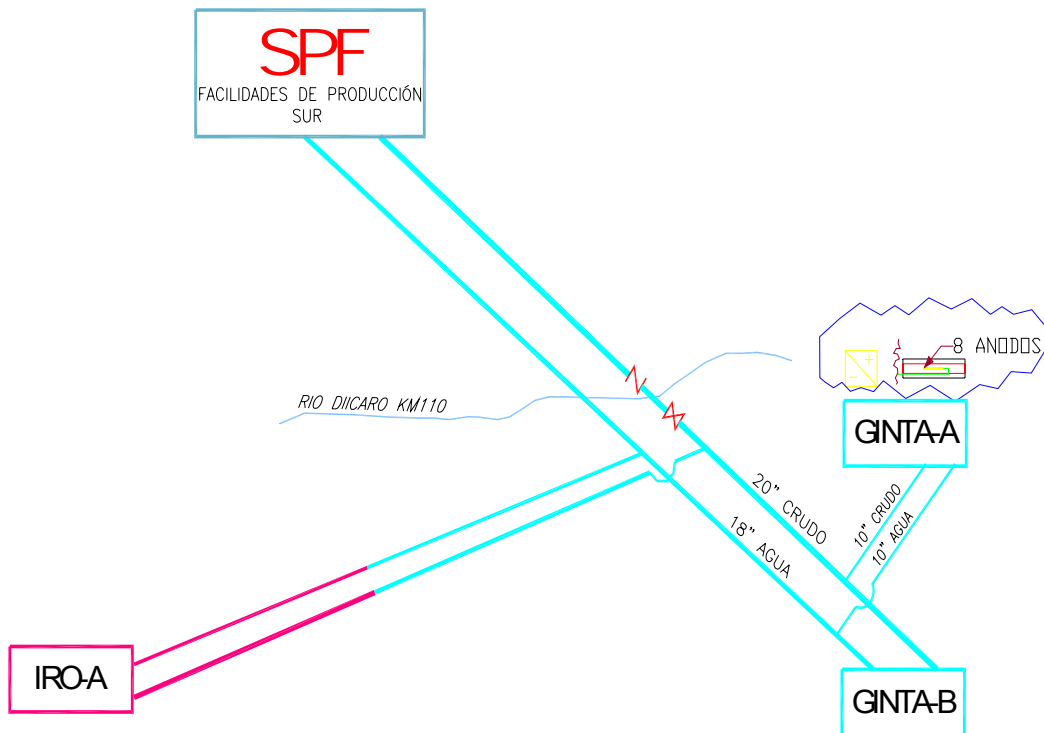 SPF
FACILIDADES DE PRODUCCIÓN
SUR
8 ANODOS
RIO DIICARO KM110
GINTA-A
20" CRUDO
18" AGUA
10" CRUDO
10" AGUA
IRO-A
GINTA-B